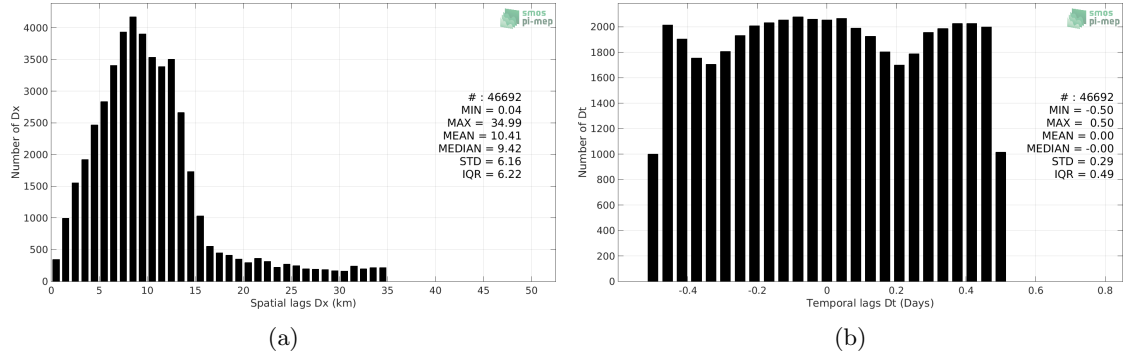 smos
pi-mep
4000
3500
3000
2500
2000
1500
1000
500
0
Number of Dx
# : 46692
MIN = 0.04
MAX = 34.99
MEAN = 10.41
MEDIAN = 9.42
STD = 6.16
IQR = 6.22
0 5 10 15 20 25 30 35 40 45 50
Spatial lags Dx (km)
(a)
smos
pi-mep
2000
1800
1600
1400
1200
1000
800
600
400
200
0
Number of Dt
# : 46692
MIN = -0.50
MAX = 0.50
MEAN = 0.00
MEDIAN = -0.00
STD = 0.29
IQR = 0.49
-0.4 -0.2 0 0.2 0.4 0.6 0.8
Temporal lags Dt (Days)
(b)